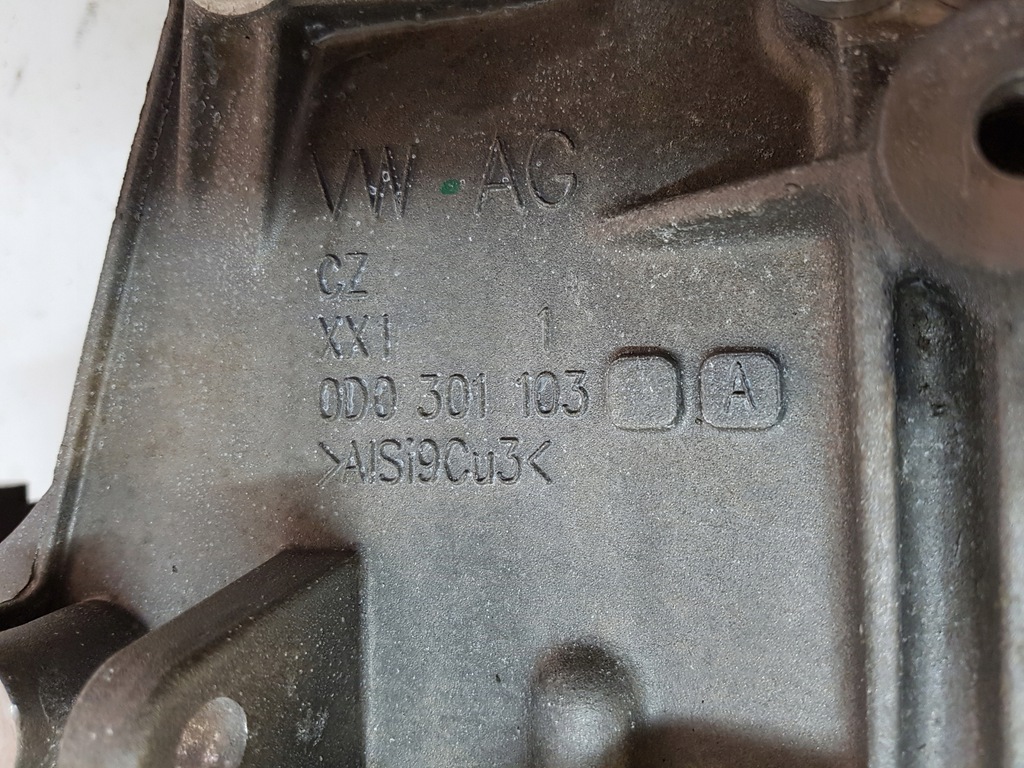 VW AG
CZ
XX1 1
0D0 301 103 A
>AlSi9Cu3<